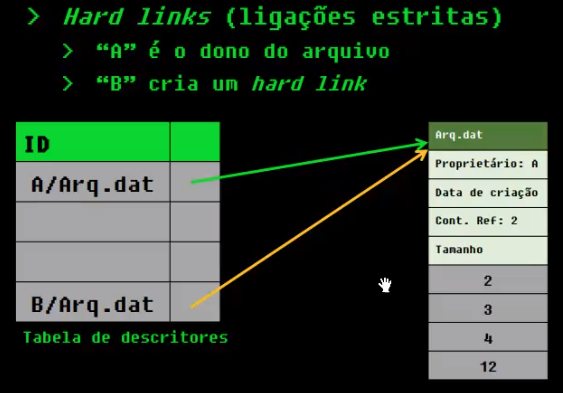 > Hard links (ligações estritas)
> “A” é o dono do arquivo
> “B” cria um hard link
ID
A/Arq.dat
B/Arq.dat
Tabela de descritores
Arq.dat
Proprietário: A
Data de criação
Cont. Ref: 2
Tamanho
2
3
4
12